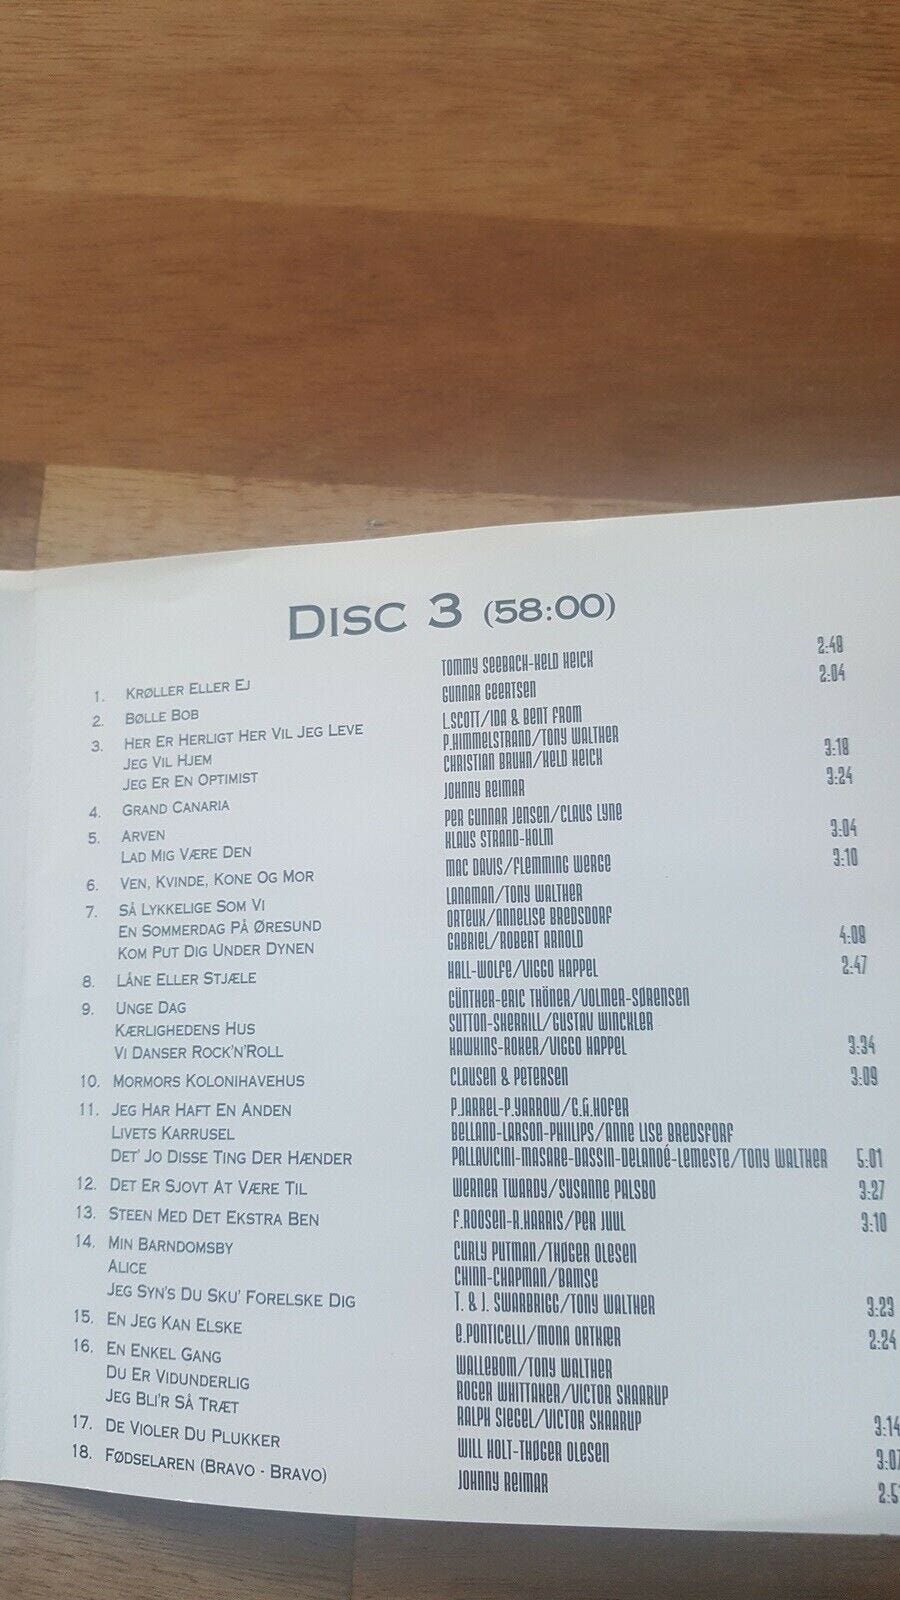 Disc 3 (58:00)
1. Krøller Eller Ej Tommy Seebach-Keld Heick 2:48
2. Bølle Bob Gunnar Geertsen 2:04
3. Her Er Herligt Her Vil Jeg Leve L.Scott/Ida & Bent From
Jeg Vil Hjem P.Himmelstrand/Tony Walther
Jeg Er En Optimist Christian Bruhn/Keld Heick 3:18
4. Grand Canaria Johnny Reimar 3:24
5. Arven Per Gunnar Jensen/Claus Lyne
Lad Mig Være Den Klaus Strand-Holm 3:04
6. Ven, Kvinde, Kone Og Mor Mac Davis/Flemming Werge 3:10
7. Så Lykkelige Som Vi Lanaman/Tony Walther
En Sommerdag På Øresund Orteux/Annelise Bredsdorf
Kom Put Dig Under Dynen Gabriel/Robert Arnold 4:08
8. Låne Eller Stjæle Hall-Wolfe/Viggo Happel 2:47
9. Unge Dag Günther-Eric Thöner/Volmer-Sørensen
Kærlighedens Hus Sutton-Sherrill/Gustav Winckler
Vi Danser Rock'n'Roll Hawkins-Roker/Viggo Happel 3:34
10. Mormors Kolonihavehus Clausen & Petersen 3:09
11. Jeg Har Haft En Anden P.Jarrel-P.Yarrow/G.G.Hofer
Livets Karrusel Belland-Larson-Philips/Anne Lise Bredsforf
Det' Jo Disse Ting Der Hænder Pallavicini-Masare-Dassin-Delanoé-Lemeste/Tony Walther 5:01
12. Det Er Sjovt At Være Til Werner Twardy/Susanne Palsbo 3:27
13. Steen Med Det Ekstra Ben F.Roosen-R.Harris/Per Juul 3:10
14. Min Barndomsby Curly Putman/Thøger Olesen
Alice Chinn-Chapman/Bamse
Jeg Syn's Du Sku' Forelske Dig T. & J. Swarbrigg/Tony Walther 3:23
15. En Jeg Kan Elske E.Ponticelli/Mona Ortkær 2:24
16. En Enkel Gang Wallebom/Tony Walther
Du Er Vidunderlig Roger Whittaker/Victor Skaarup
Jeg Bli'r Så Træt Ralph Siegel/Victor Skaarup 3:14
17. De Violer Du Plukker Will Holt-Thøger Olesen 3:07
18. Fødselaren (Bravo - Bravo) Johnny Reimar